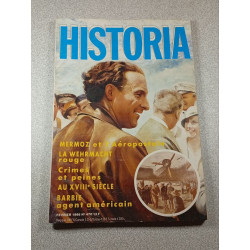 HISTORIA
MERMOZ et l'aéropostale
LA WEHRMACHT
rouge
Crimes
et peines
AU XVIIIe SIÈCLE
BARBIE
agent américain